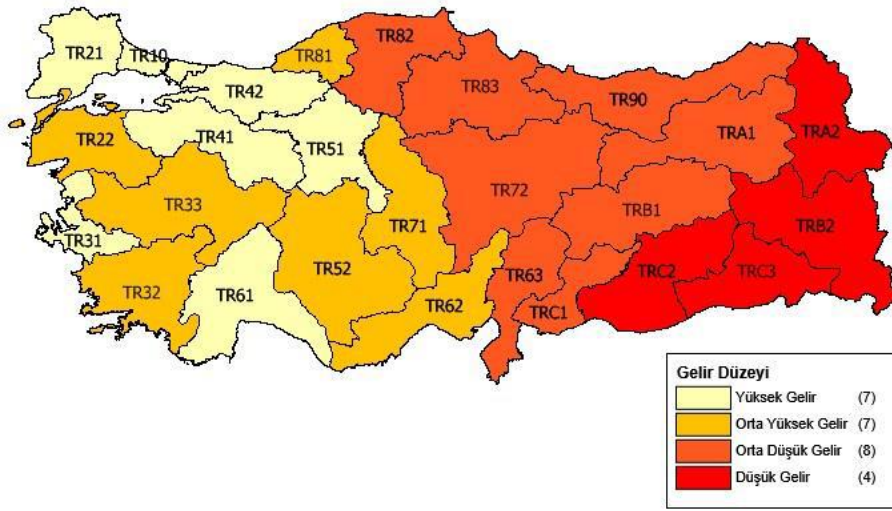 TR21
TR10
TR81
TR82
TR42
TR83
TR90
TR22
TR41
TR51
TRA1
TRA2
TR72
TR33
TR71
TRB1
TRB2
TR31
TR52
TR63
TRC2
TRC3
TR32
TR61
TR62
TRC1
Gelir Düzeyi
Yüksek Gelir (7)
Orta Yüksek Gelir (7)
Orta Düşük Gelir (8)
Düşük Gelir (4)